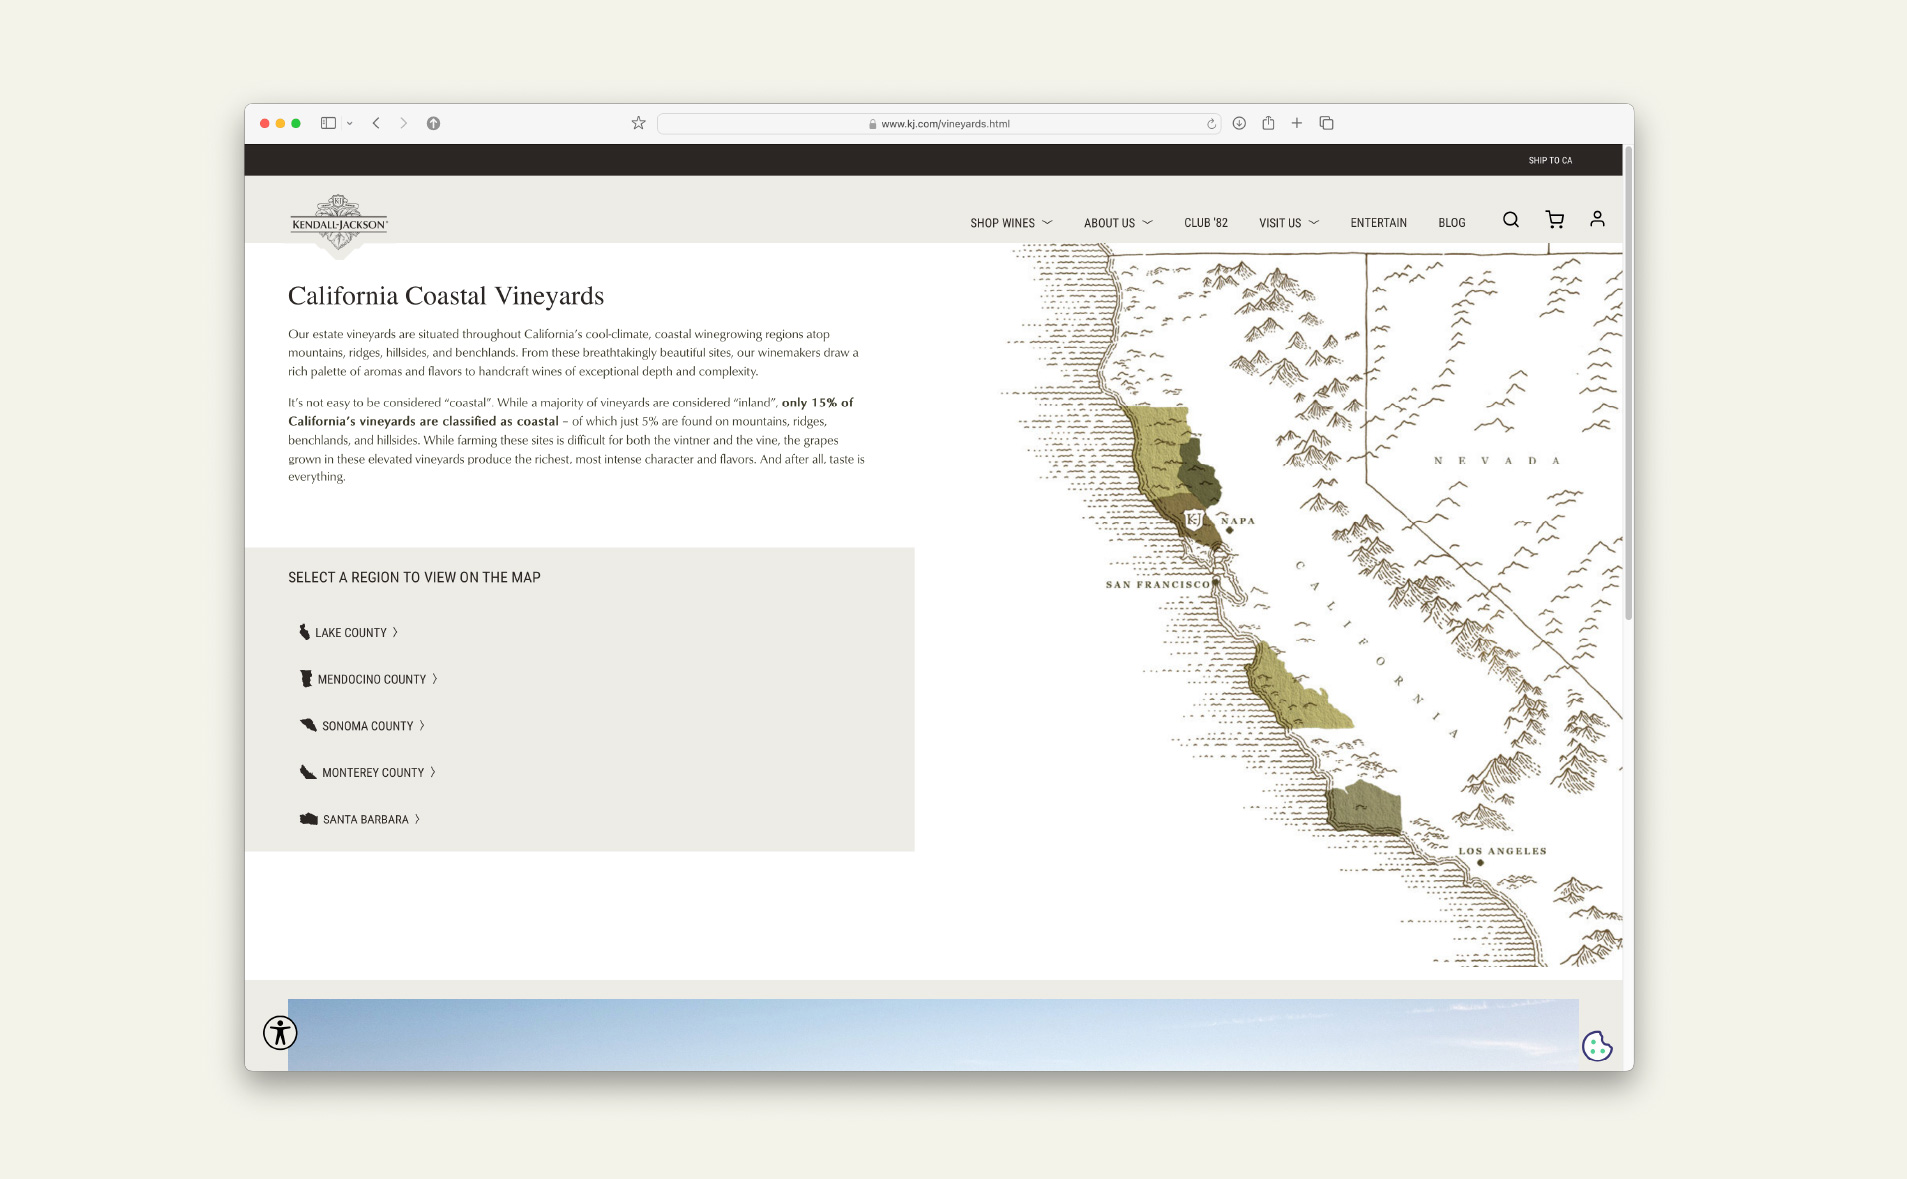 www.kj.com/vineyards.html
SHIP TO CA
KJ
KENDALL-JACKSON
SHOP WINES
ABOUT US
CLUB '82
VISIT US
ENTERTAIN
BLOG
California Coastal Vineyards
Our estate vineyards are situated throughout California’s cool-climate, coastal winegrowing regions atop
mountains, ridges, hillsides, and benchlands. From these breathtakingly beautiful sites, our winemakers draw a
rich palette of aromas and flavors to handcraft wines of exceptional depth and complexity.
It’s not easy to be considered “coastal”. While a majority of vineyards are considered “inland”, only 15% of
California’s vineyards are classified as coastal – of which just 5% are found on mountains, ridges,
benchlands, and hillsides. While farming these sites is difficult for both the vintner and the vine, the grapes
grown in these elevated vineyards produce the richest, most intense character and flavors. And after all, taste is
everything.
SELECT A REGION TO VIEW ON THE MAP
LAKE COUNTY
MENDOCINO COUNTY
SONOMA COUNTY
MONTEREY COUNTY
SANTA BARBARA
NEVADA
KJ
NAPA
SAN FRANCISCO
CALIFORNIA
LOS ANGELES